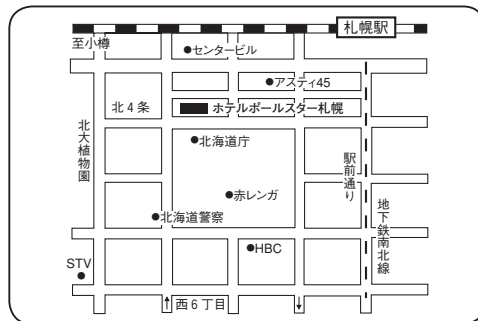 札幌駅
至小樽
センタービル
アスティ45
北4条
ホテルポールスター札幌
北大植物園
北海道庁
駅前通り
赤レンガ
地下鉄南北線
北海道警察
HBC
STV
西6丁目